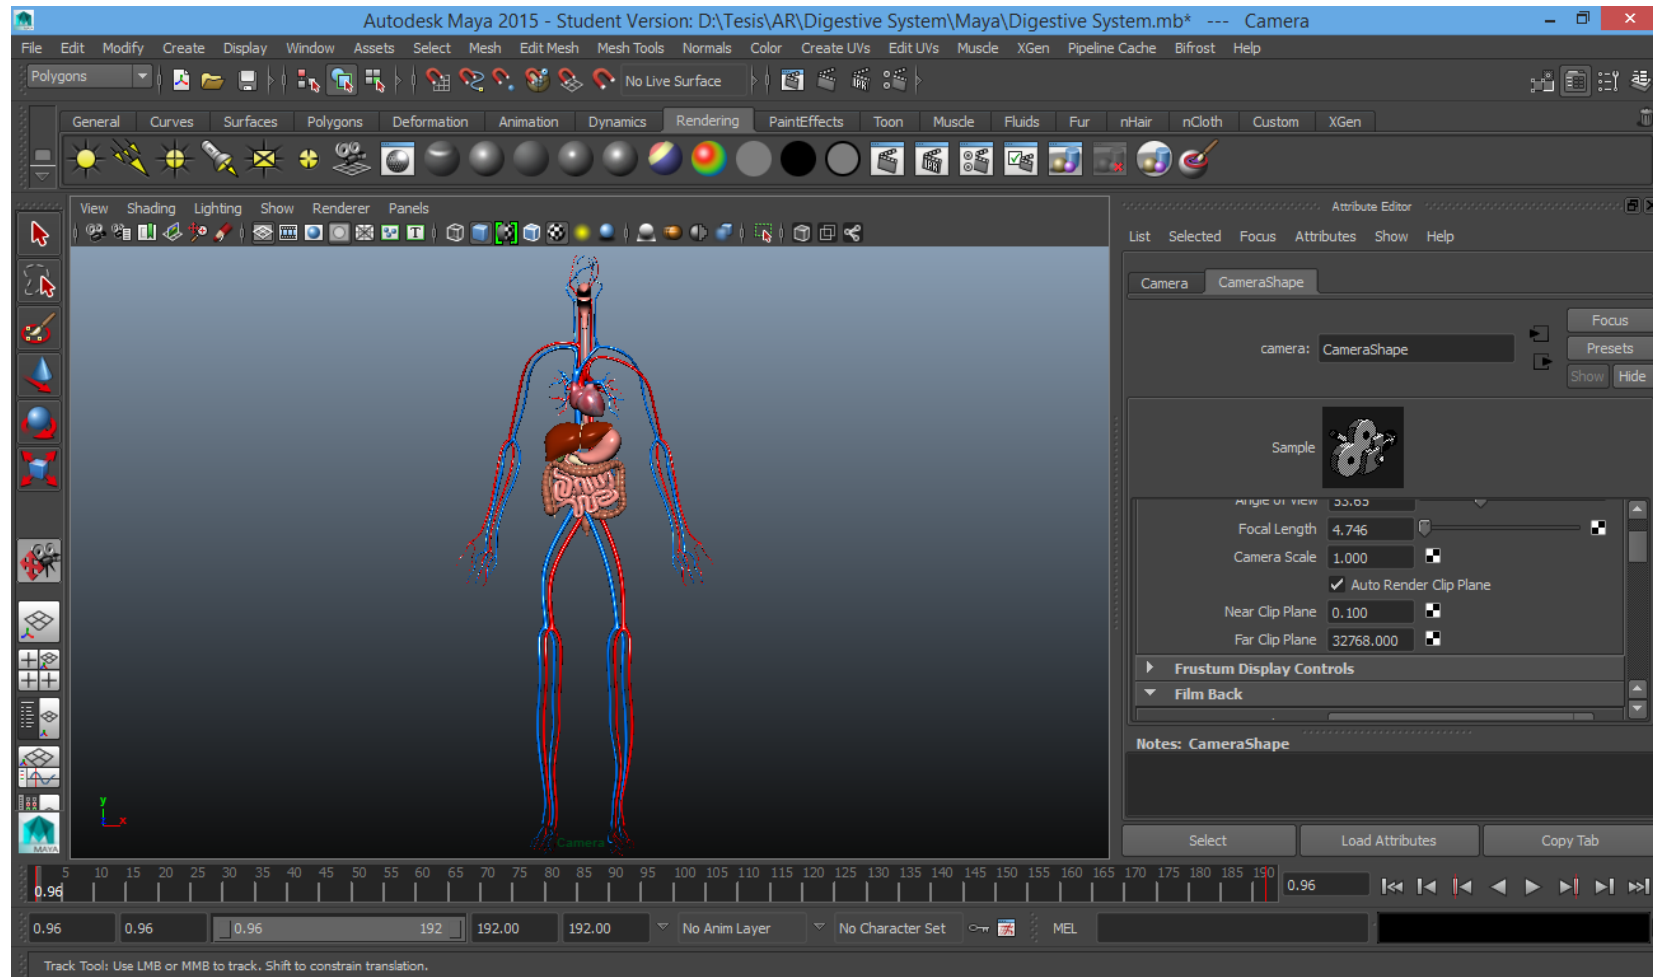 Autodesk Maya 2015 - Student Version: D:\Tesis\AR\Digestive System\Maya\Digestive System.mb* --- Camera
File Edit Modify Create Display Window Assets Select Mesh Edit Mesh Mesh Tools Normals Color Create UVs Edit UVs Muscle XGen Pipeline Cache Bifrost Help
Polygons No Live Surface
General Curves Surfaces Polygons Deformation Animation Dynamics Rendering PaintEffects Toon Muscle Fluids Fur nHair nCloth Custom XGen
View Shading Lighting Show Renderer Panels
Attribute Editor
List Selected Focus Attributes Show Help
Camera CameraShape
Focus
camera: CameraShape
Presets
Show Hide
Sample
Angle of View 53.65
Focal Length 4.746
Camera Scale 1.000
Auto Render Clip Plane
Near Clip Plane 0.100
Far Clip Plane 32768.000
Frustum Display Controls
Film Back
Notes: CameraShape
y
x
Camera
MAYA
Select Load Attributes Copy Tab
5 10 15 20 25 30 35 40 45 50 55 60 65 70 75 80 85 90 95 100 105 110 115 120 125 130 135 140 145 150 155 160 165 170 175 180 185 190
0.96 0.96
0.96 0.96 0.96 192 192.00 192.00 No Anim Layer No Character Set MEL
Track Tool: Use LMB or MMB to track. Shift to constrain translation.